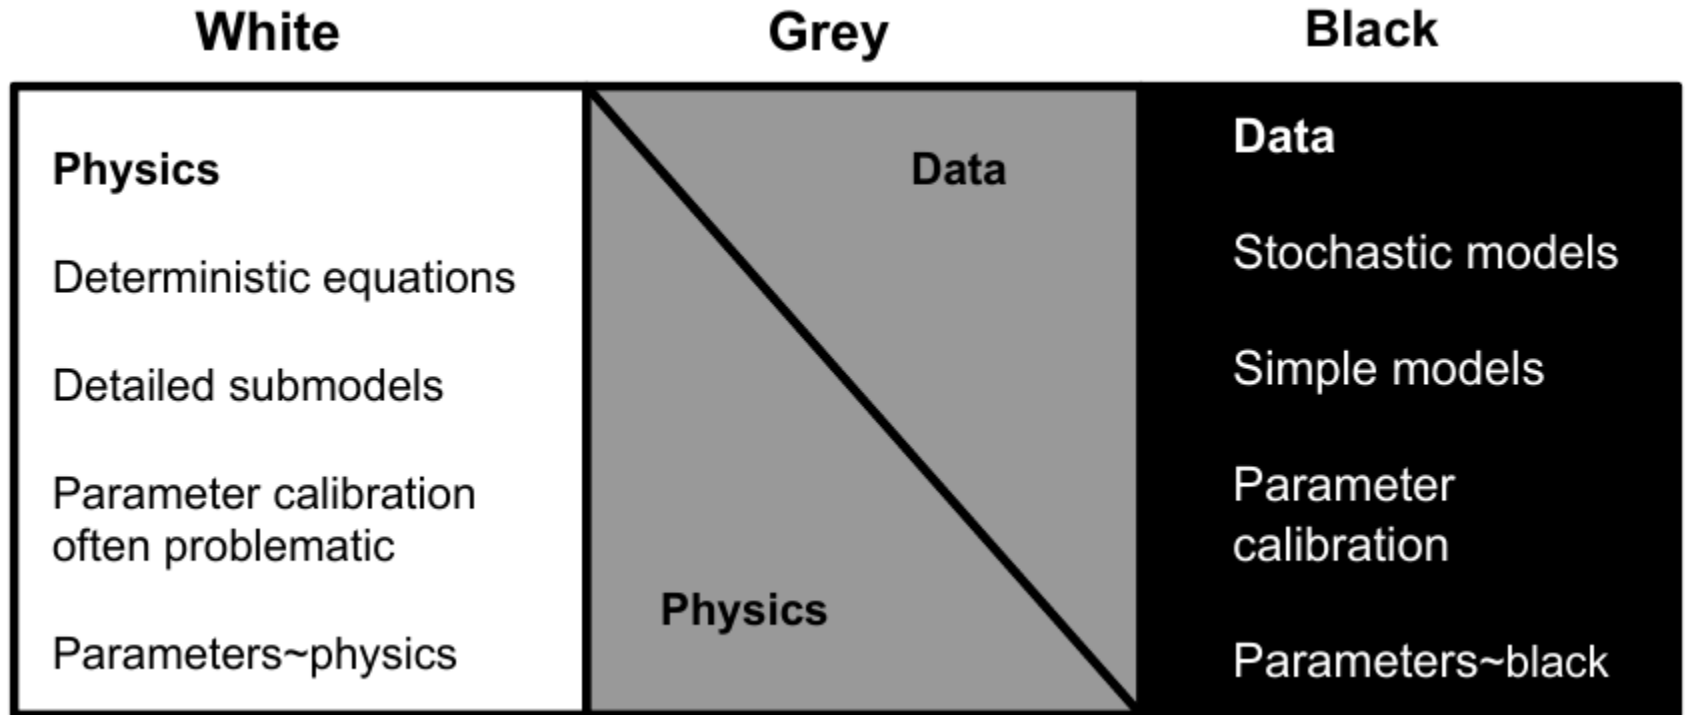 White
Grey
Black
Physics
Deterministic equations
Detailed submodels
Parameter calibration
often problematic
Parameters~physics
Data
Physics
Data
Stochastic models
Simple models
Parameter
calibration
Parameters~black